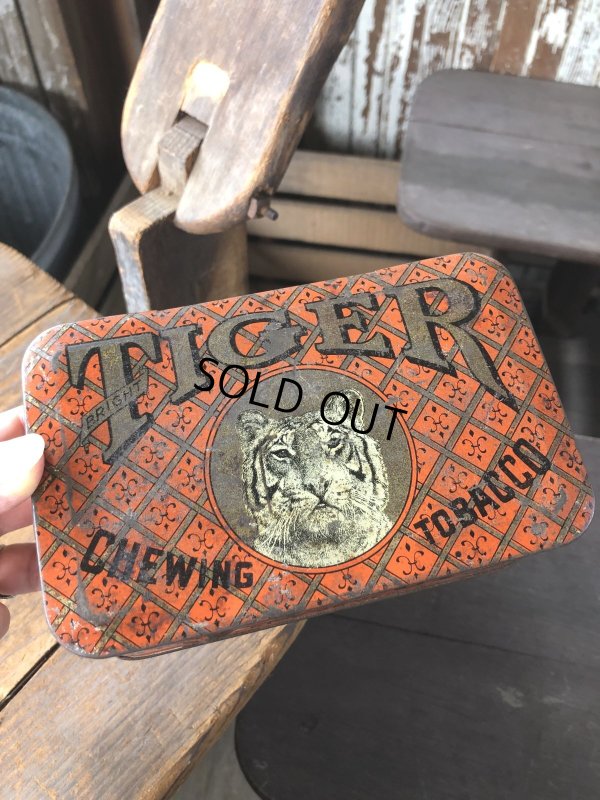 TIGER
BRIGHT
SOLD OUT
CHEWING
TOBACCO